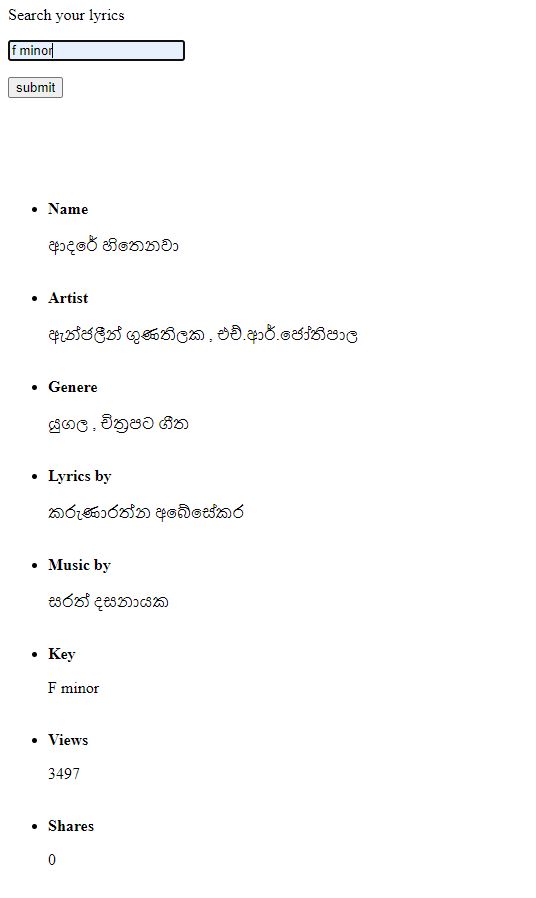 Search your lyrics
f minor
submit
Name
ආදරේ හිතෙනවා
Artist
ඇන්ජලීන් ගුණතිලක , එච්.ආර්.ජෝතිපාල
Genere
යුගල , චිත්‍රපට ගීත
Lyrics by
කරුණාරත්න අබේසේකර
Music by
සරත් දසනායක
Key
F minor
Views
3497
Shares
0